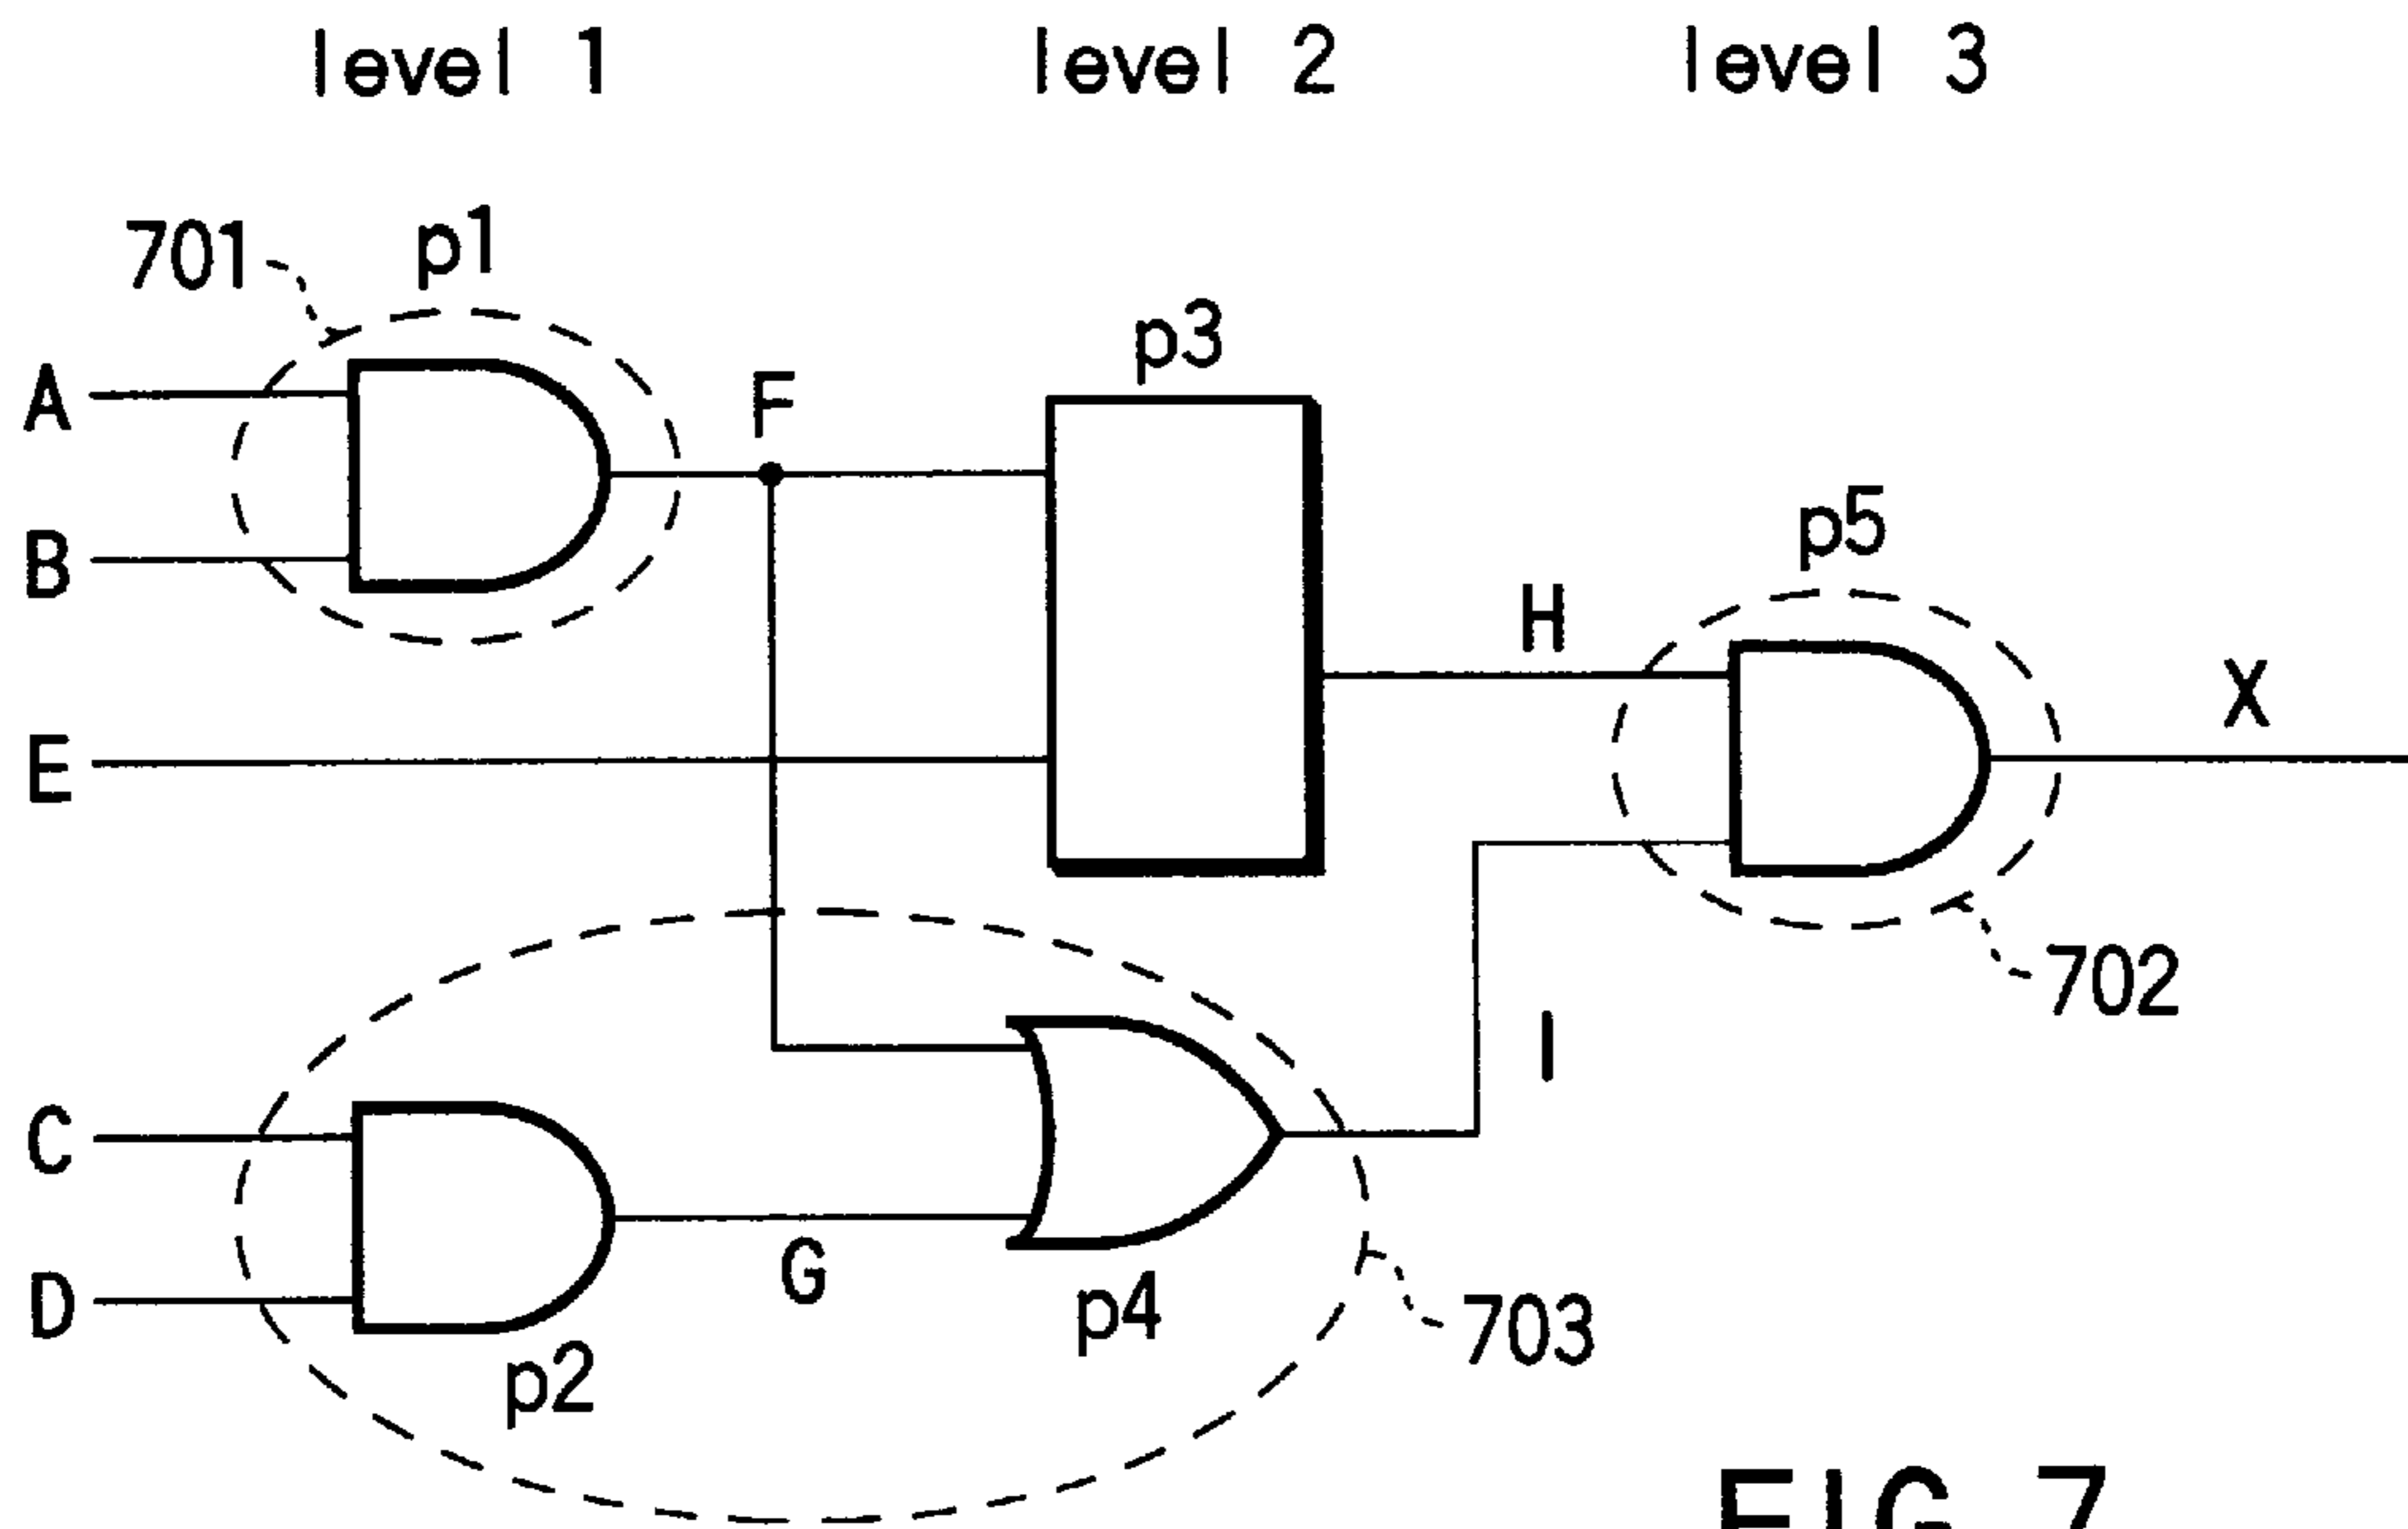 level 1 level 2 level 3
701
p1
p3
A
F
B
p5
H
E
X
702
I
C
G
D
p4
703
p2
FIG. 7